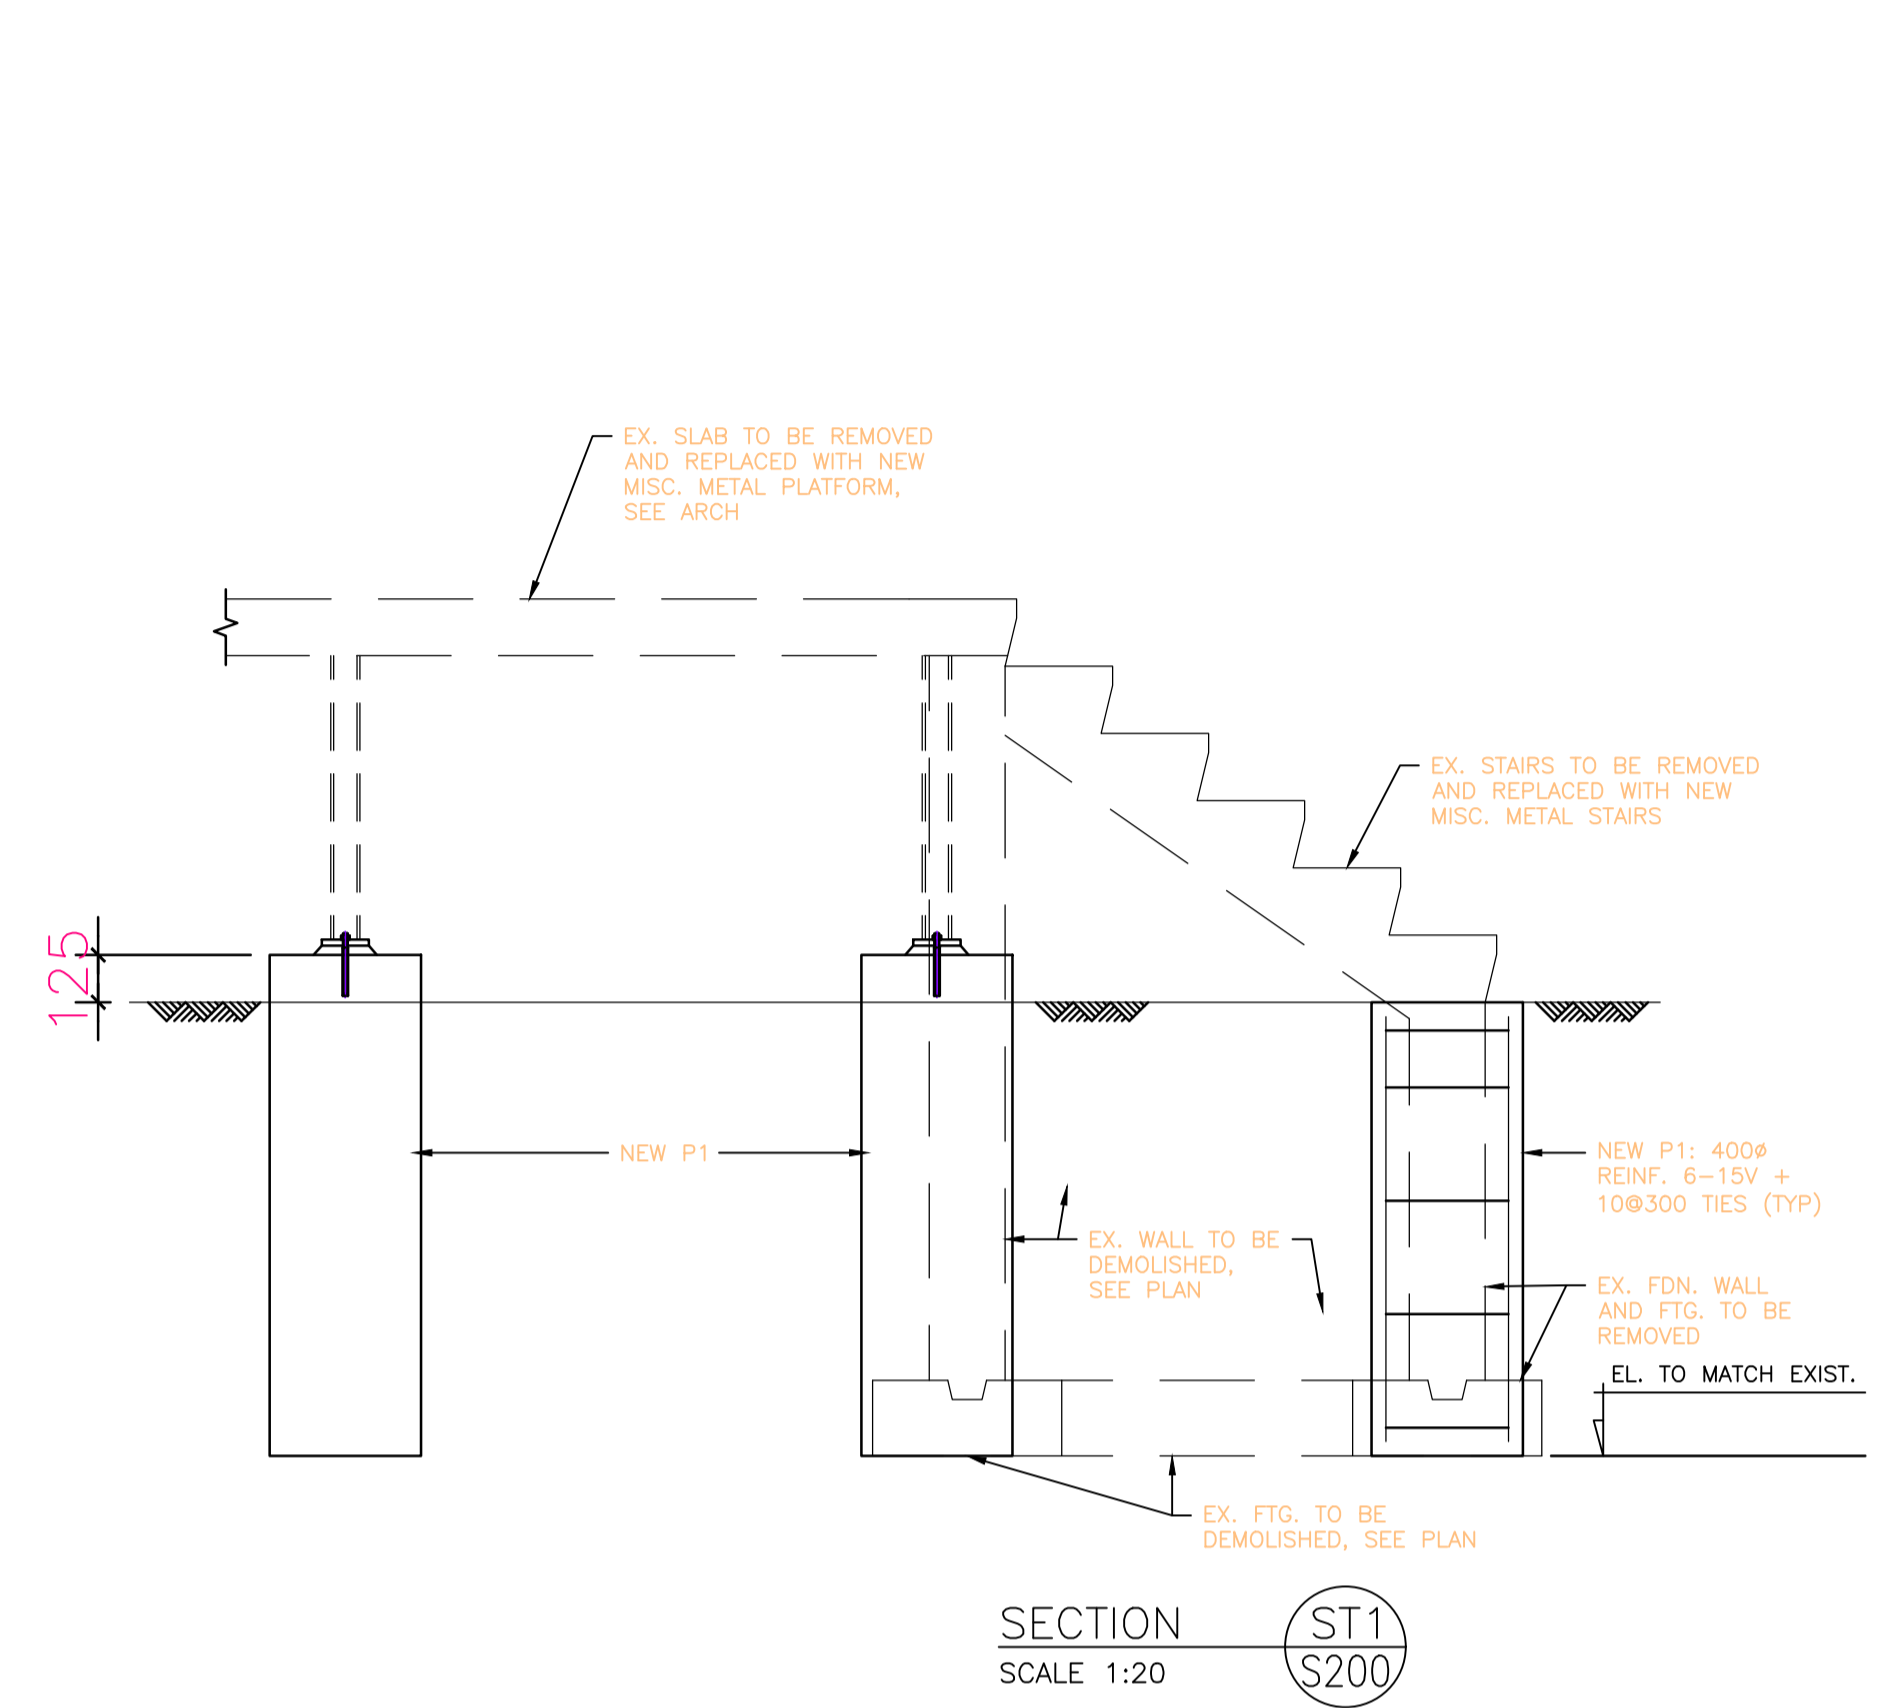 EX. SLAB TO BE REMOVED
AND REPLACED WITH NEW
MISC. METAL PLATFORM,
SEE ARCH
EX. STAIRS TO BE REMOVED
AND REPLACED WITH NEW
MISC. METAL STAIRS
125
NEW P1
NEW P1: 400ø
REINF. 6-15V +
10@300 TIES (TYP)
EX. WALL TO BE
DEMOLISHED,
SEE PLAN
EX. FDN. WALL
AND FTG. TO BE
REMOVED
EL. TO MATCH EXIST.
EX. FTG. TO BE
DEMOLISHED, SEE PLAN
SECTION
SCALE 1:20
ST1
S200